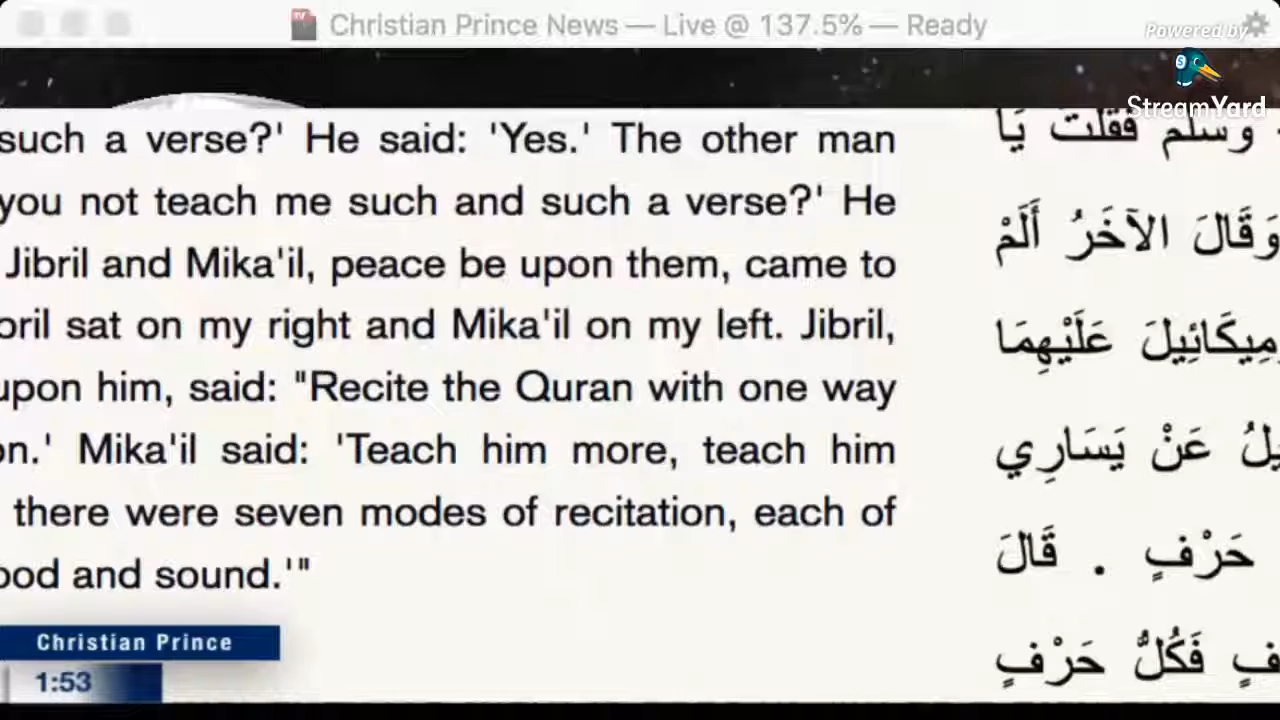 Christian Prince News — Live @ 137.5% — Ready
Powered by
StreamYard
such a verse?' He said: 'Yes.' The other man
you not teach me such and such a verse?' He
Jibril and Mika'il, peace be upon them, came to
sat on my right and Mika'il on my left. Jibril,
upon him, said: "Recite the Quran with one way
Mika'il said: 'Teach him more, teach him
there were seven modes of recitation, each of
and sound.'"
وسلم فقلت يا
وَقَالَ الآخَرُ أَلَمْ
مِيكَائِيلَ عَلَيْهِمَا
عَنْ يَسَارِي
حَرْفٍ . قَالَ
فَكُلُّ حَرْفٍ
Christian Prince
1:53